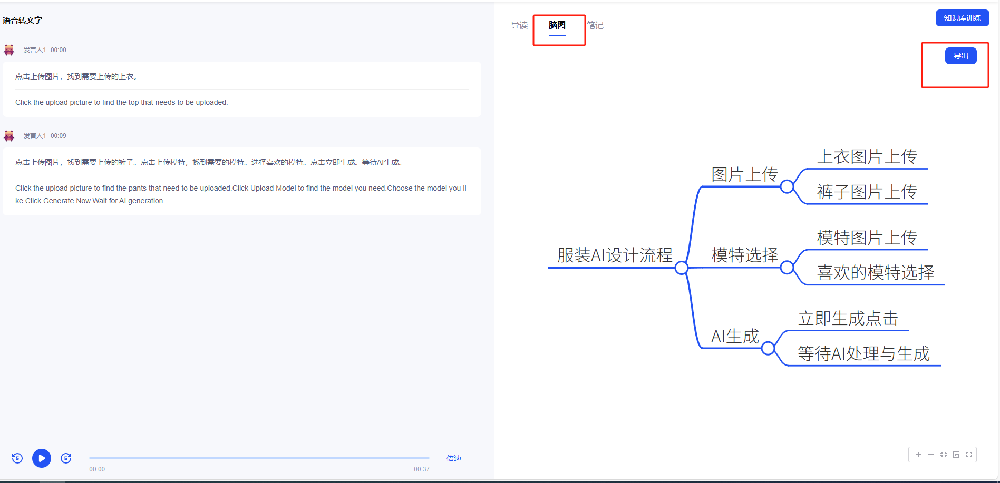 语音转文字
发言人1 00:00
点击上传图片，找到需要上传的上衣。
Click the upload picture to find the top that needs to be uploaded.
发言人1 00:09
点击上传图片，找到需要上传的裤子。点击上传模特，找到需要的模特。选择喜欢的模特。点击立即生成。等待AI生成。
Click the upload picture to find the pants that need to be uploaded.Click Upload Model to find the model you need.Choose the model you li
ke.Click Generate Now.Wait for AI generation.
5
5
倍速
00:00
00:37
导读 脑图 笔记
知识库训练
导出
服装AI设计流程
图片上传
上衣图片上传
裤子图片上传
模特选择
模特图片上传
喜欢的模特选择
AI生成
立即生成点击
等待AI处理与生成